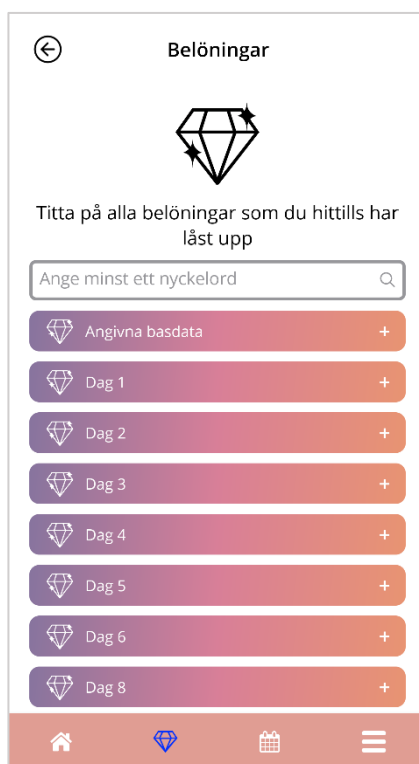 Belöningar
Titta på alla belöningar som du hittills har
låst upp
Ange minst ett nyckelord
Angivna basdata
Dag 1
Dag 2
Dag 3
Dag 4
Dag 5
Dag 6
Dag 8